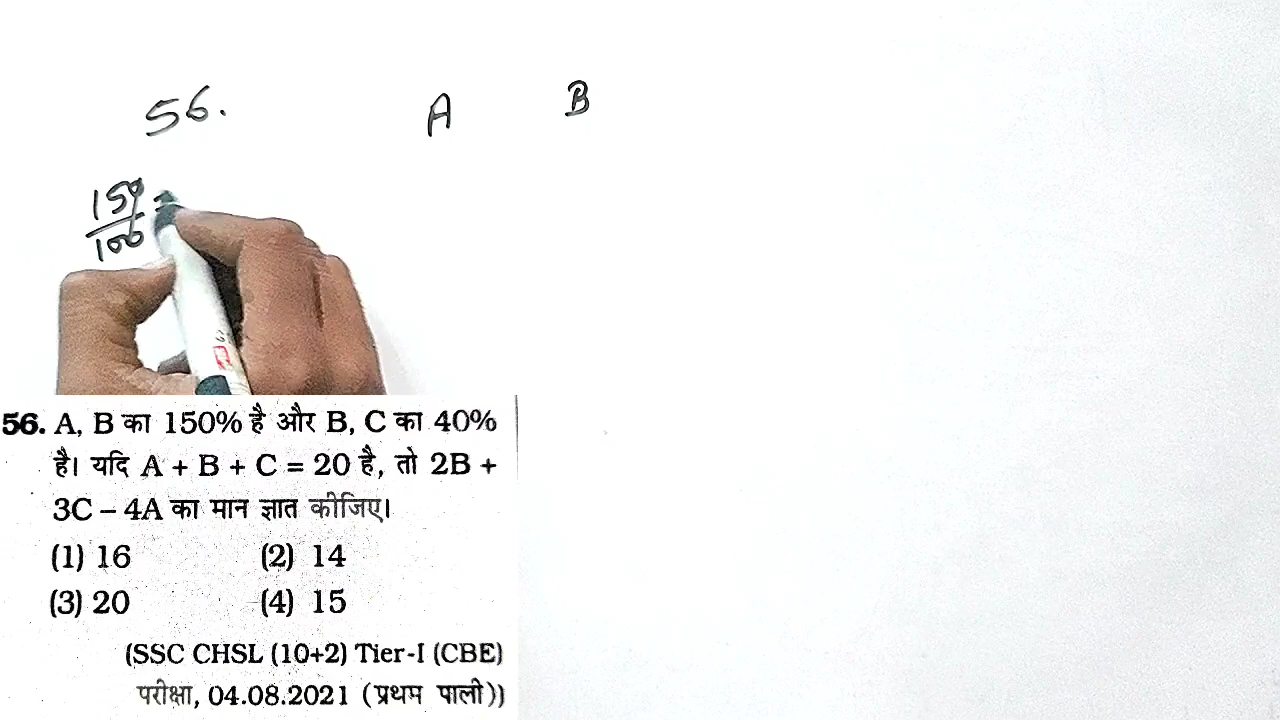 56. A B
150/100 =
56. A, B का 150% है और B, C का 40%
है। यदि A + B + C = 20 है, तो 2B +
3C – 4A का मान ज्ञात कीजिए।
(1) 16 (2) 14
(3) 20 (4) 15
(SSC CHSL (10+2) Tier-I (CBE)
परीक्षा, 04.08.2021 (प्रथम पाली))